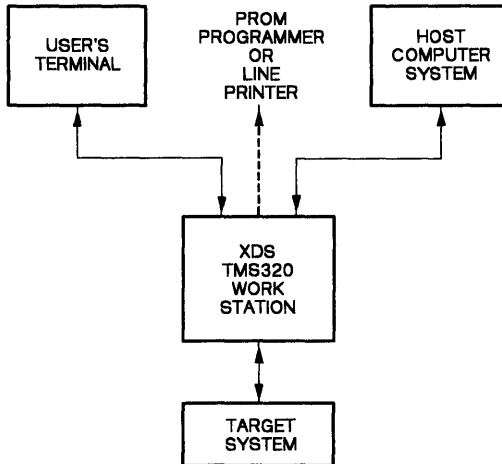 USER'S
TERMINAL
PROM
PROGRAMMER
OR
LINE
PRINTER
HOST
COMPUTER
SYSTEM
XDS
TMS320
WORK
STATION
TARGET
SYSTEM